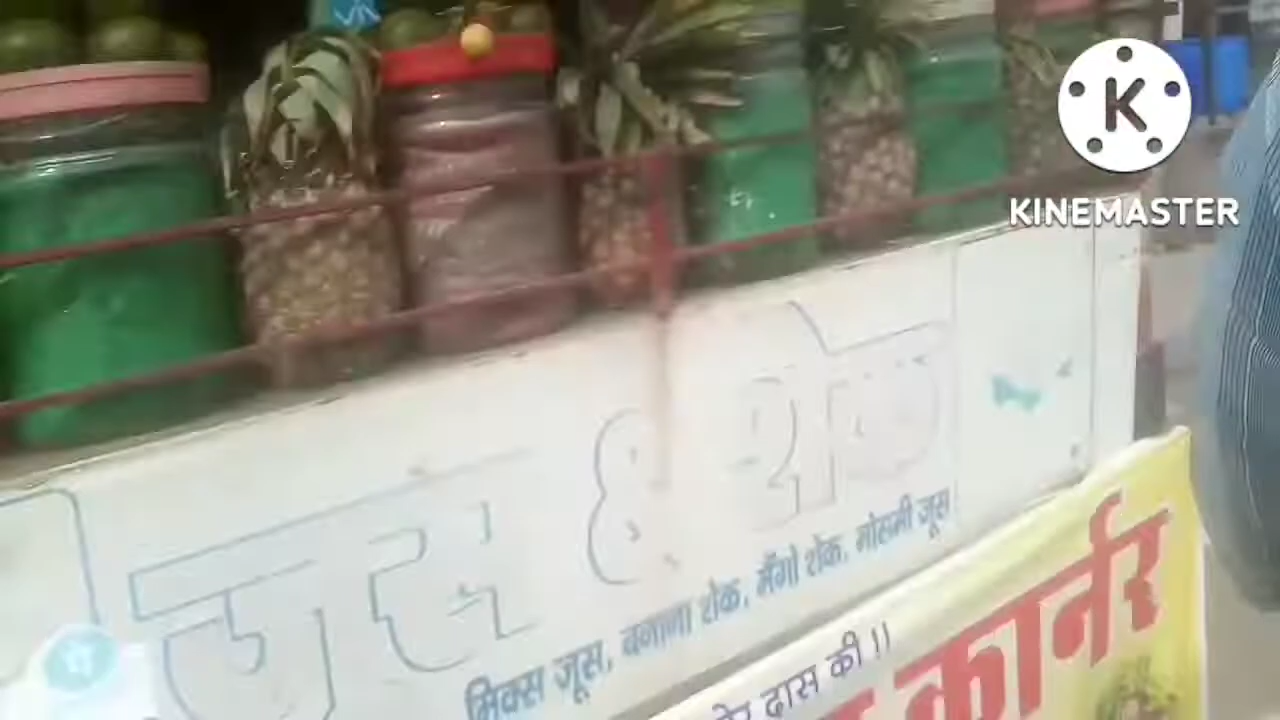 KINEMASTER
जूस & शेक
मिक्स जूस, बनाना शेक, मैंगो शेक, मोसमी जूस
दास की ॥
कार्नर